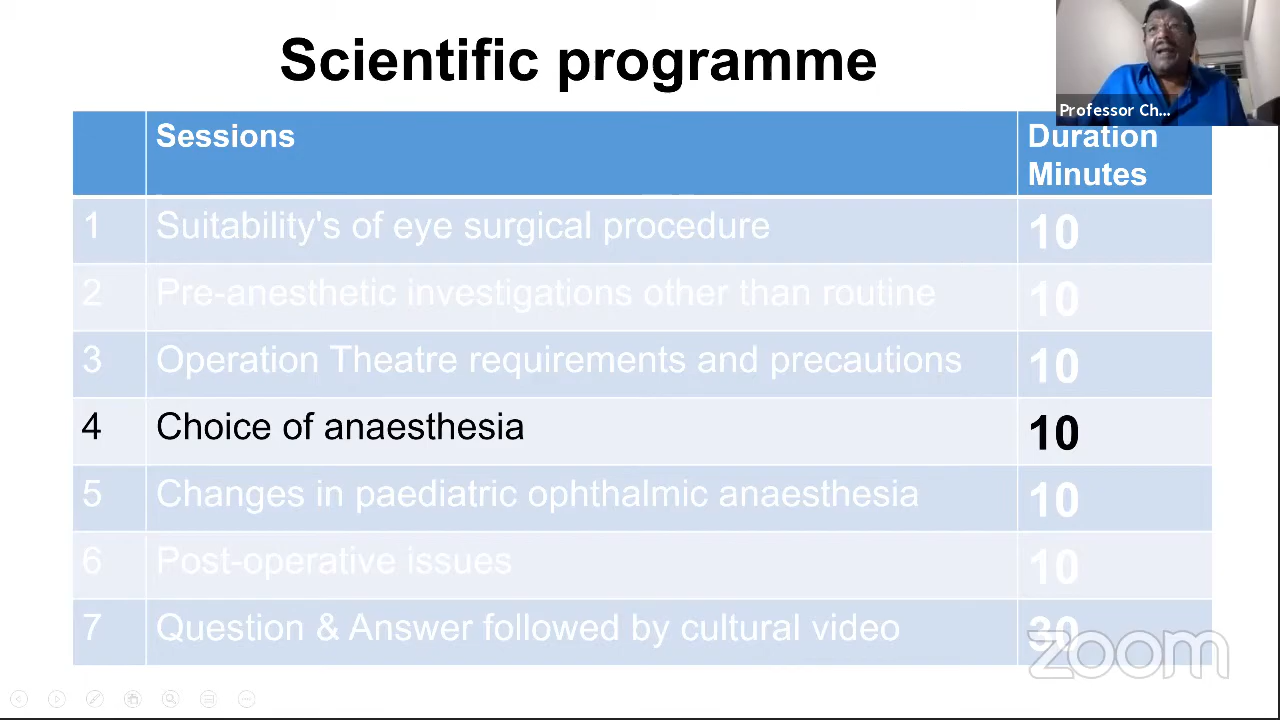 Scientific programme
Professor Ch...
Sessions
Duration
Minutes
1 Suitability's of eye surgical procedure 10
2 Pre-anesthetic investigations other than routine 10
3 Operation Theatre requirements and precautions 10
4 Choice of anaesthesia 10
5 Changes in paediatric ophthalmic anaesthesia 10
6 Post-operative issues 10
7 Question & Answer followed by cultural video 30
zoom